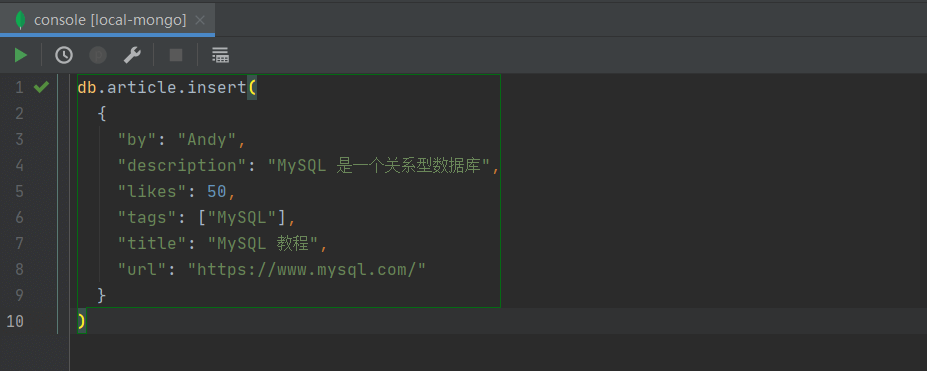 console [local-mongo]
1 db.article.insert(
2 {
3 "by": "Andy",
4 "description": "MySQL 是一个关系型数据库",
5 "likes": 50,
6 "tags": ["MySQL"],
7 "title": "MySQL 教程",
8 "url": "https://www.mysql.com/"
9 }
10 )